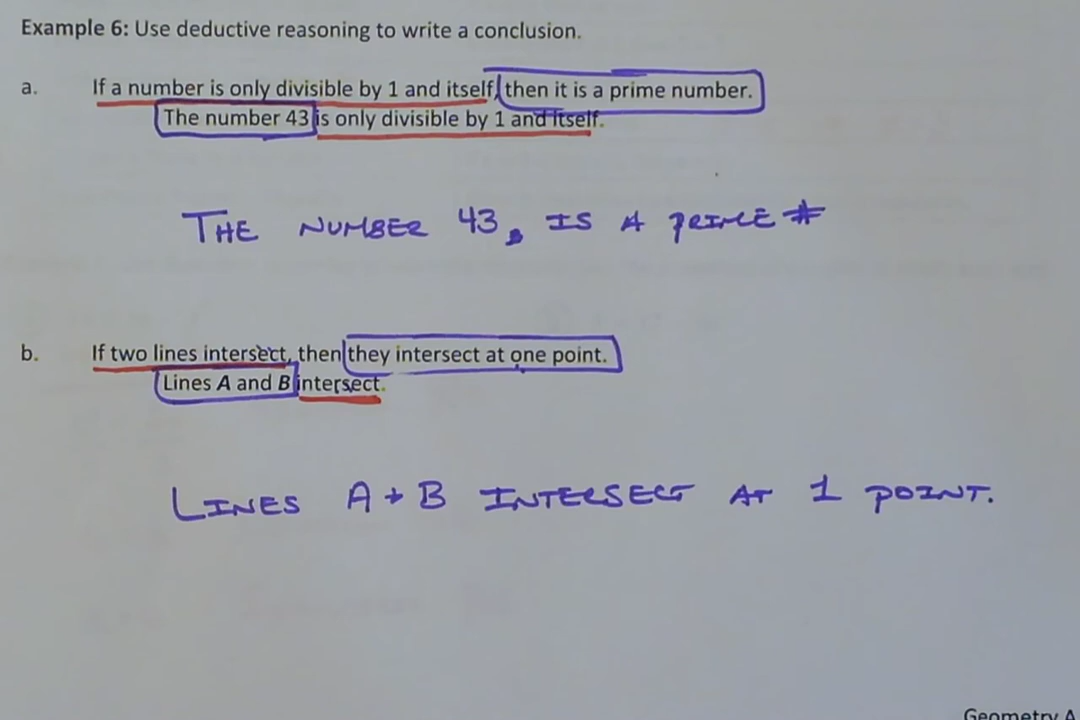 Example 6: Use deductive reasoning to write a conclusion.
a. If a number is only divisible by 1 and itself, then it is a prime number.
The number 43 is only divisible by 1 and itself.
THE NUMBER 43, IS A PRIME #
b. If two lines intersect, then they intersect at one point.
Lines A and B intersect.
LINES A + B INTERSECT AT 1 POINT.
Geometry A